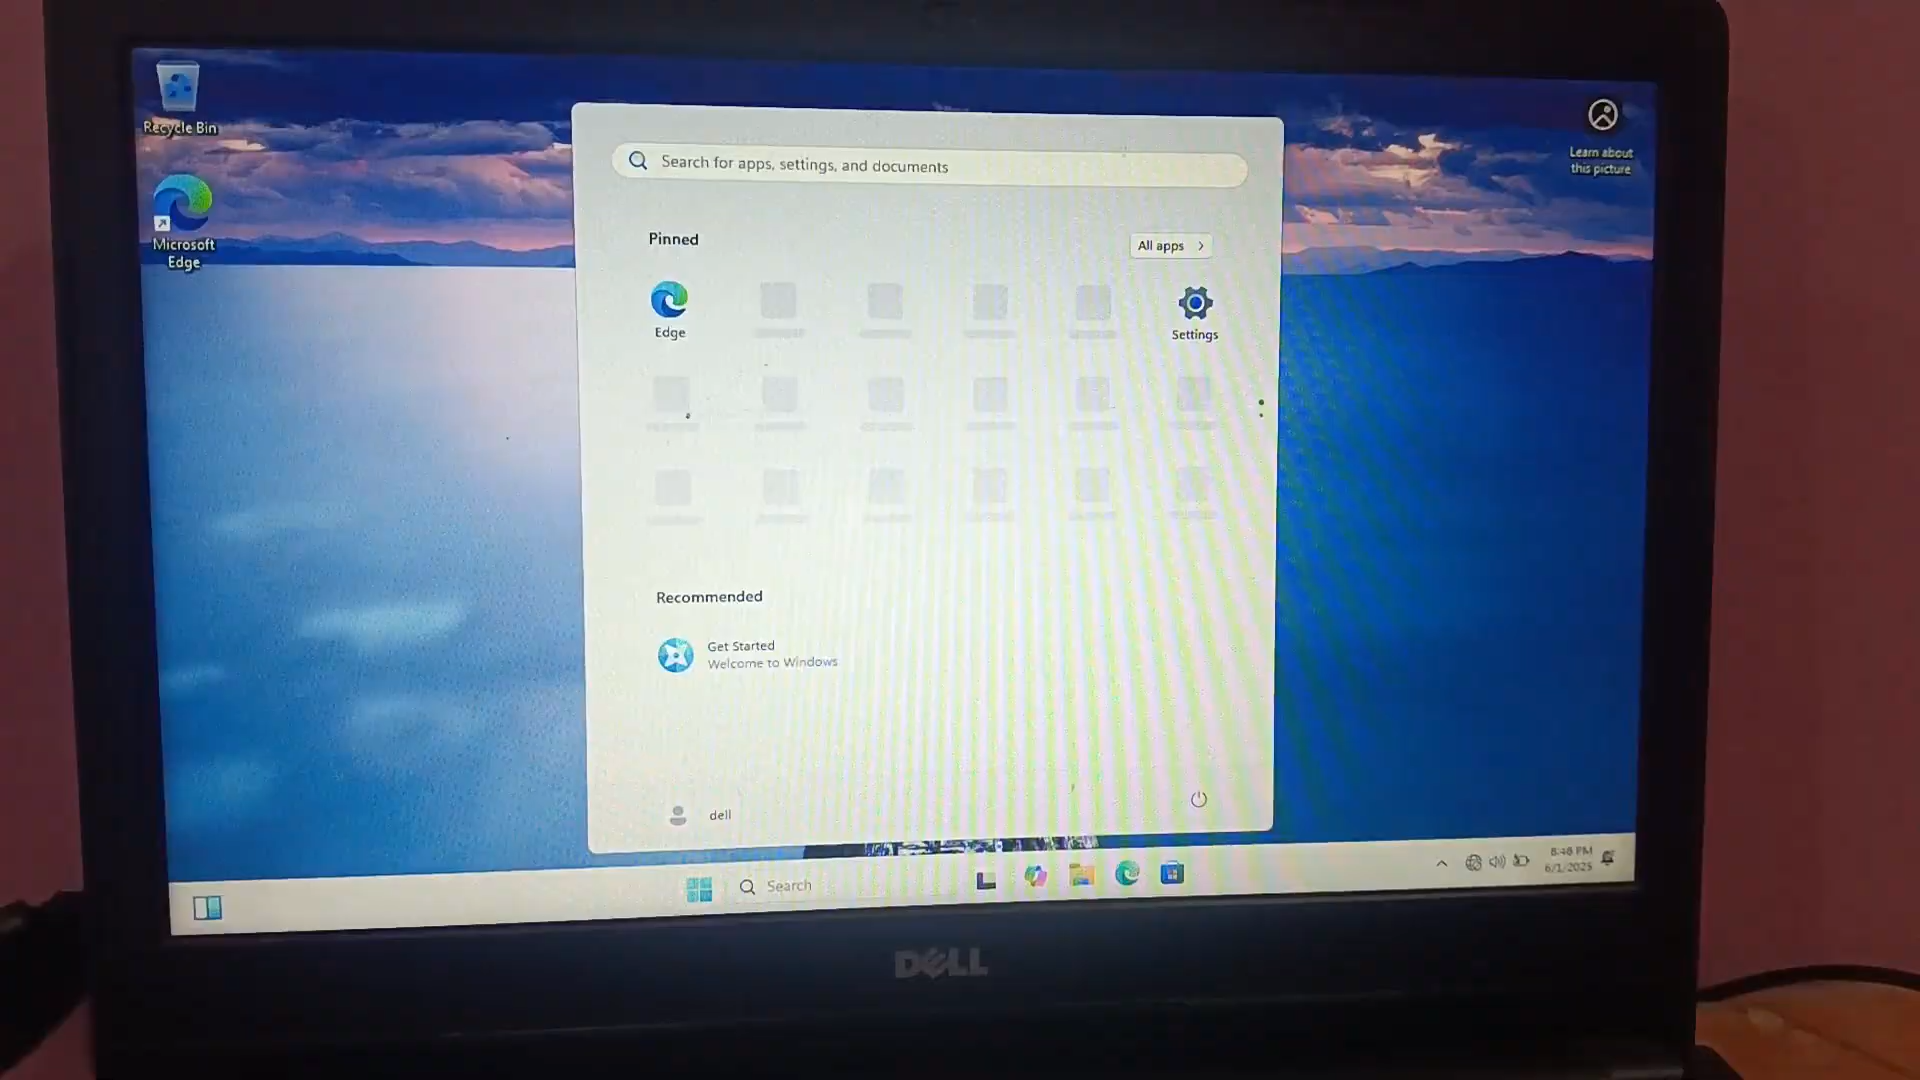 Recycle Bin
Microsoft
Edge
Learn about
this picture
Search for apps, settings, and documents
Pinned
All apps
Edge
Settings
Recommended
Get Started
Welcome to Windows
dell
Search
8:48 PM
6/1/2025
DELL